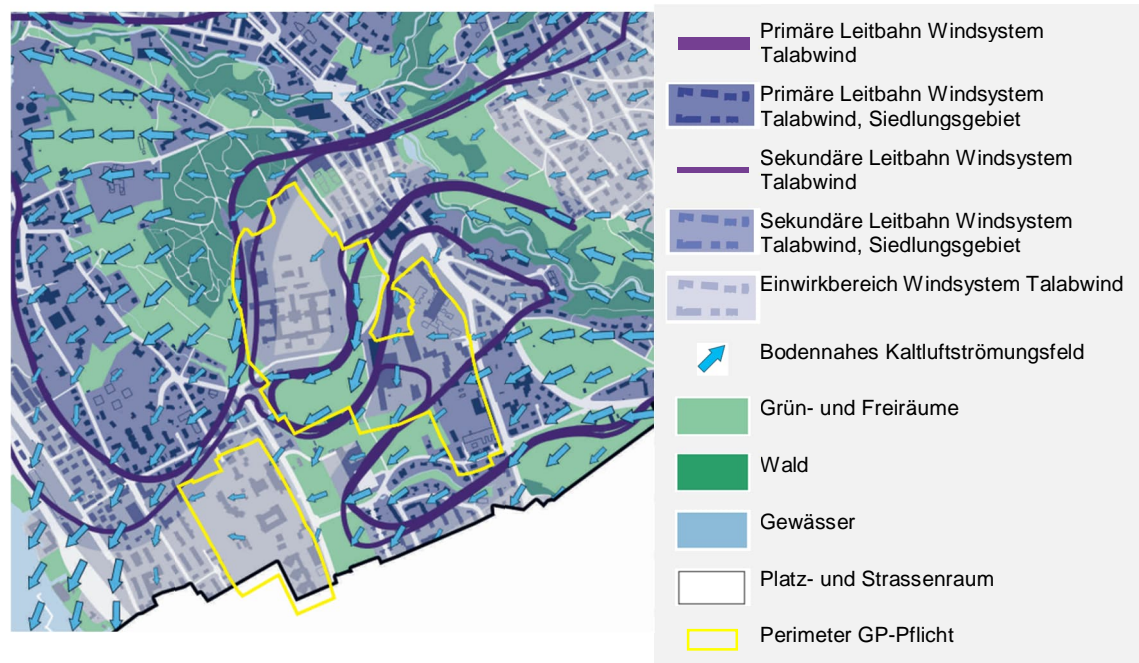 Primäre Leitbahn Windsystem
Talabwind
Primäre Leitbahn Windsystem
Talabwind, Siedlungsgebiet
Sekundäre Leitbahn Windsystem
Talabwind
Sekundäre Leitbahn Windsystem
Talabwind, Siedlungsgebiet
Einwirkbereich Windsystem Talabwind
Bodennahes Kaltluftströmungsfeld
Grün- und Freiräume
Wald
Gewässer
Platz- und Strassenraum
Perimeter GP-Pflicht